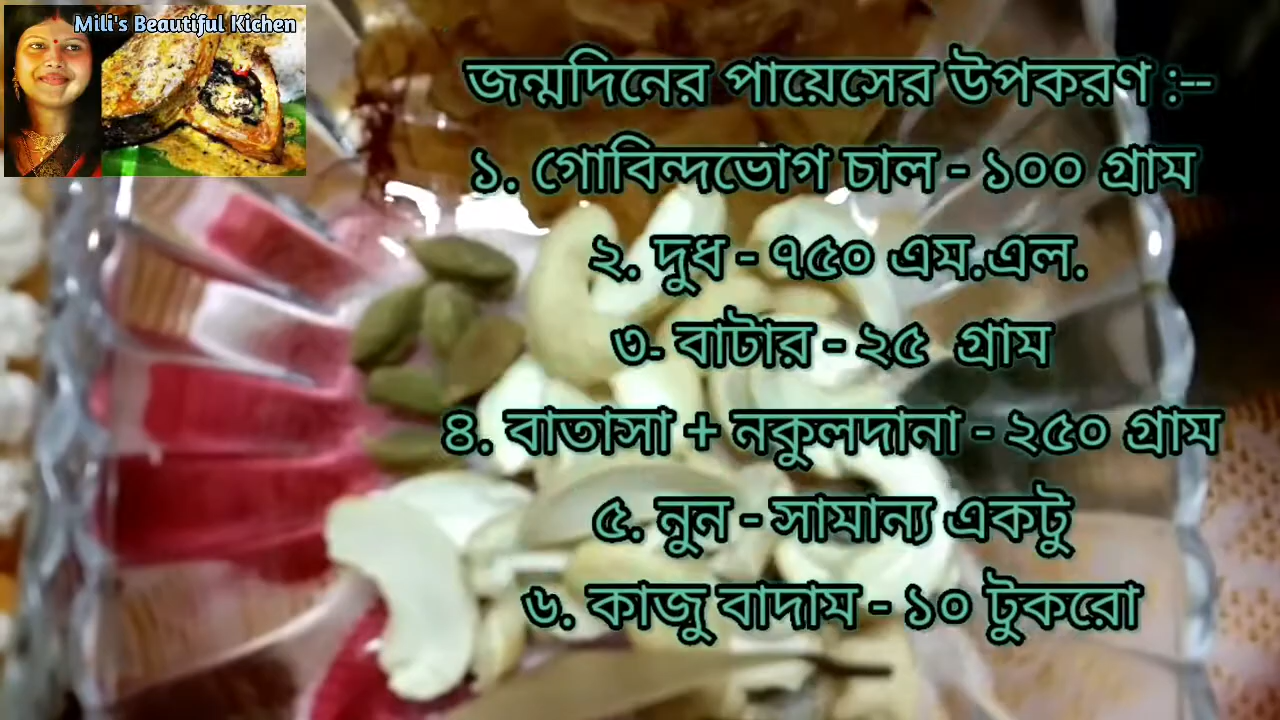 Mili's Beautiful Kichen
জন্মদিনের পায়েসের উপকরণ :--
১. গোবিন্দভোগ চাল - ১০০ গ্রাম
২. দুধ - ৭৫০ এম.এল.
৩- বাটার - ২৫ গ্রাম
৪. বাতাসা + নকুলদানা - ২৫০ গ্রাম
৫. নুন - সামান্য একটু
৬. কাজু বাদাম - ১০ টুকরো